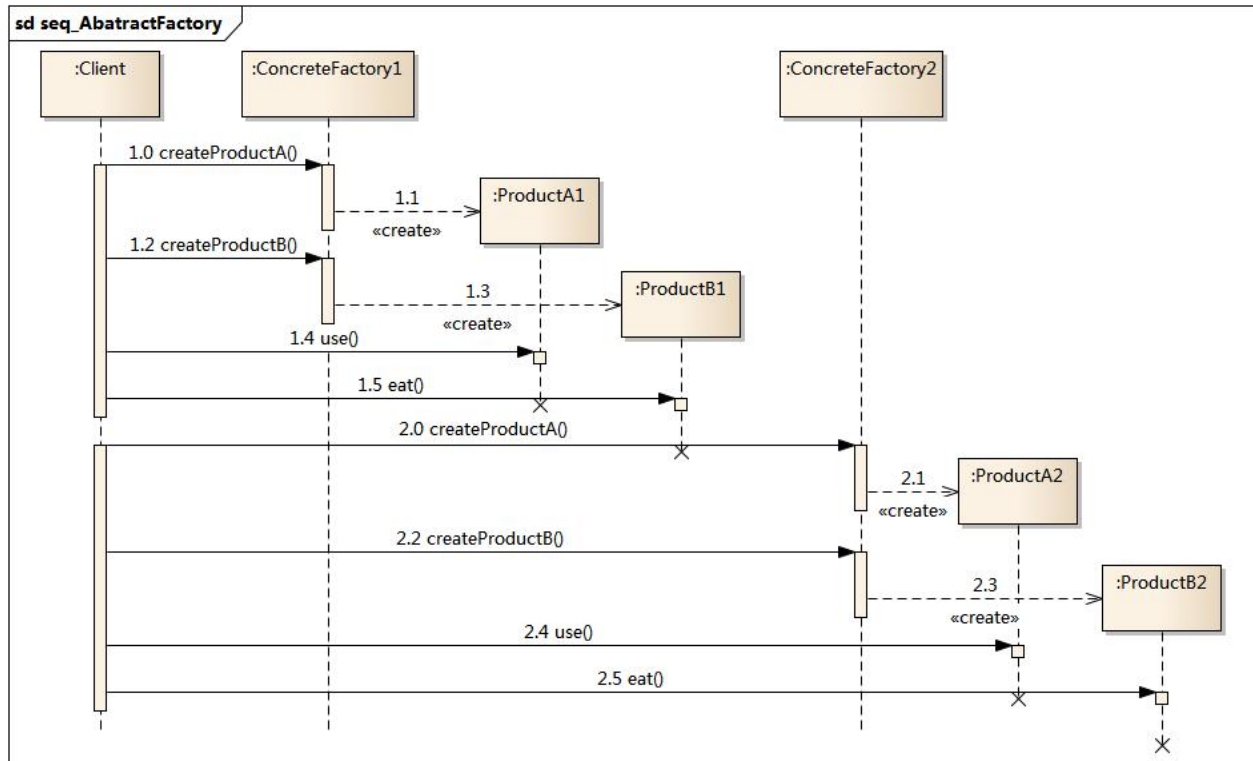 sd seq_AbatractFactory
:Client
:ConcreteFactory1
:ConcreteFactory2
1.0 createProductA()
1.1
:ProductA1
«create»
1.2 createProductB()
1.3
:ProductB1
«create»
1.4 use()
1.5 eat()
2.0 createProductA()
2.1
:ProductA2
«create»
2.2 createProductB()
2.3
:ProductB2
«create»
2.4 use()
2.5 eat()